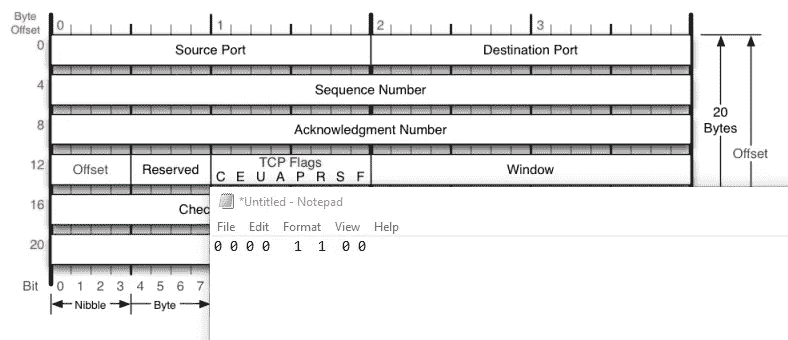 Byte
Offset
0 1 2 3
0 Source Port Destination Port
4 Sequence Number
8 Acknowledgment Number
20
Bytes
Offset
12 Offset Reserved TCP Flags Window
C E U A P R S F
16 Chec
*Untitled - Notepad
File Edit Format View Help
0 0 0 0 1 1 0 0
20
Bit 0 1 2 3 4 5 6 7
Nibble Byte